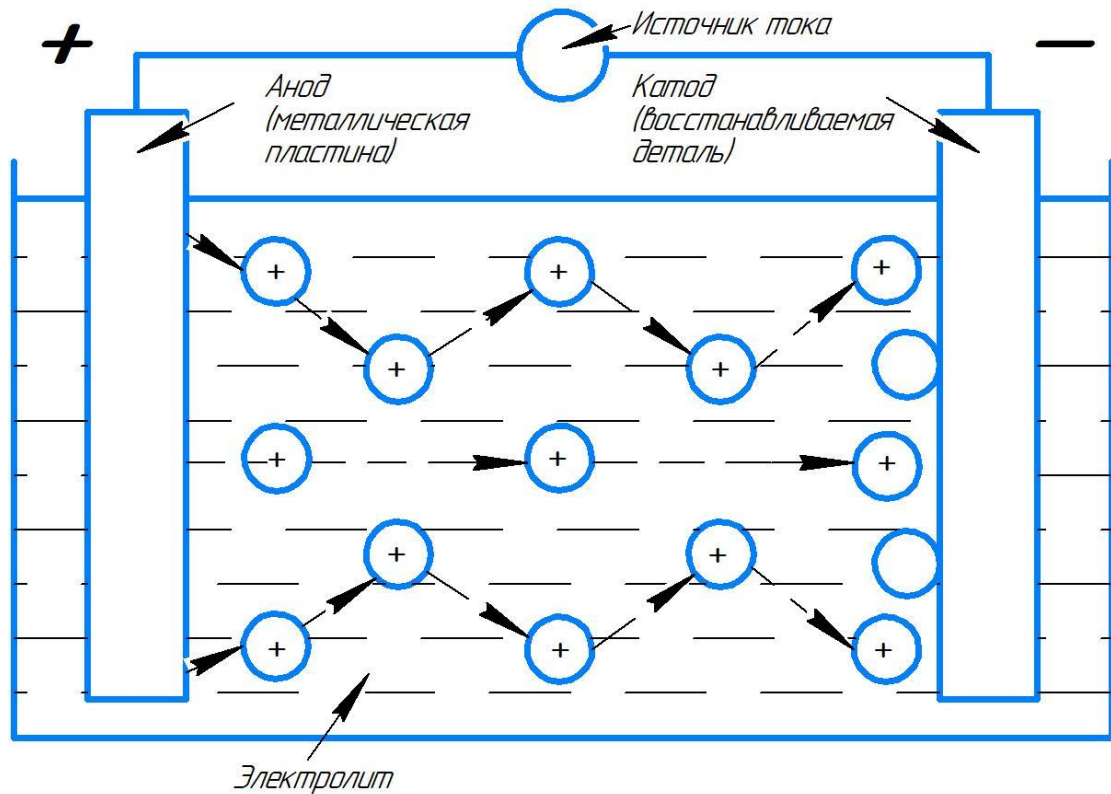 +
Источник тока
−
Анод
(металлическая
пластина)
Катод
(восстанавливаемая
деталь)
+ + +
+ +
+ + +
+ +
+ + +
Электролит